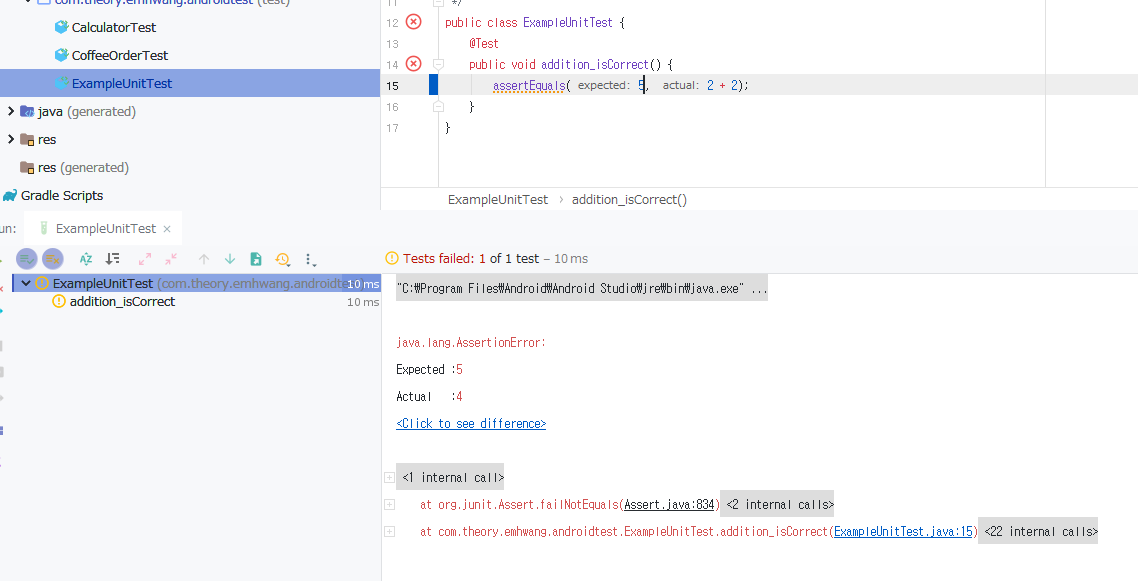 com.theory.emhwang.androidtest (test)
CalculatorTest
CoffeeOrderTest
ExampleUnitTest
java (generated)
res
res (generated)
Gradle Scripts
11 */
12 public class ExampleUnitTest {
13 @Test
14 public void addition_isCorrect() {
15 assertEquals( expected: 5, actual: 2 + 2);
16 }
17 }
ExampleUnitTest › addition_isCorrect()
un: ExampleUnitTest ×
Tests failed: 1 of 1 test – 10 ms
ExampleUnitTest (com.theory.emhwang.androidte 10 ms
addition_isCorrect 10 ms
"C:₩Program Files₩Android₩Android Studio₩jre₩bin₩java.exe" ...
java.lang.AssertionError:
Expected :5
Actual :4
<Click to see difference>
<1 internal call>
at org.junit.Assert.failNotEquals(Assert.java:834) <2 internal calls>
at com.theory.emhwang.androidtest.ExampleUnitTest.addition_isCorrect(ExampleUnitTest.java:15) <22 internal calls>